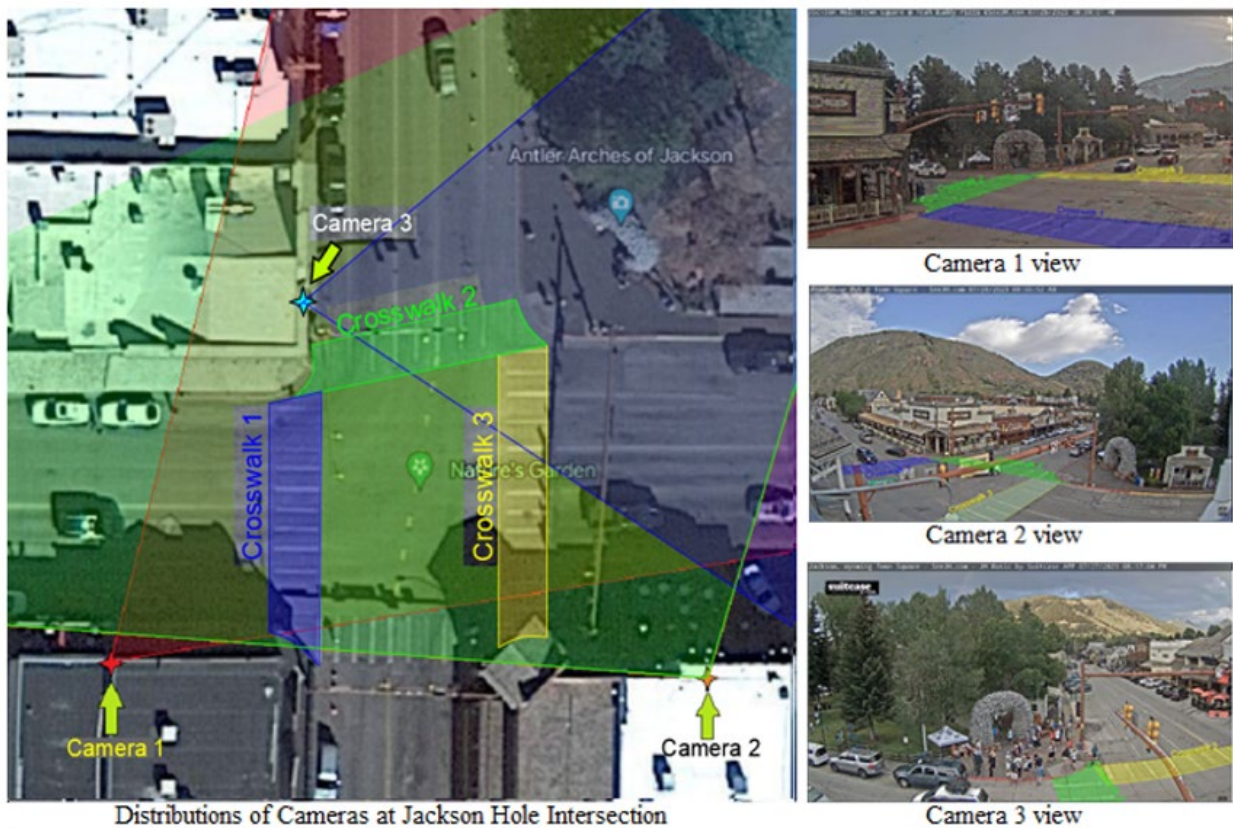 Antler Arches of Jackson
Camera 3
Crosswalk 2
Crosswalk 1
Nature's Garden
Crosswalk 3
Camera 1
Camera 2
Distributions of Cameras at Jackson Hole Intersection
Camera 1 view
Camera 2 view
suitcase
Camera 3 view